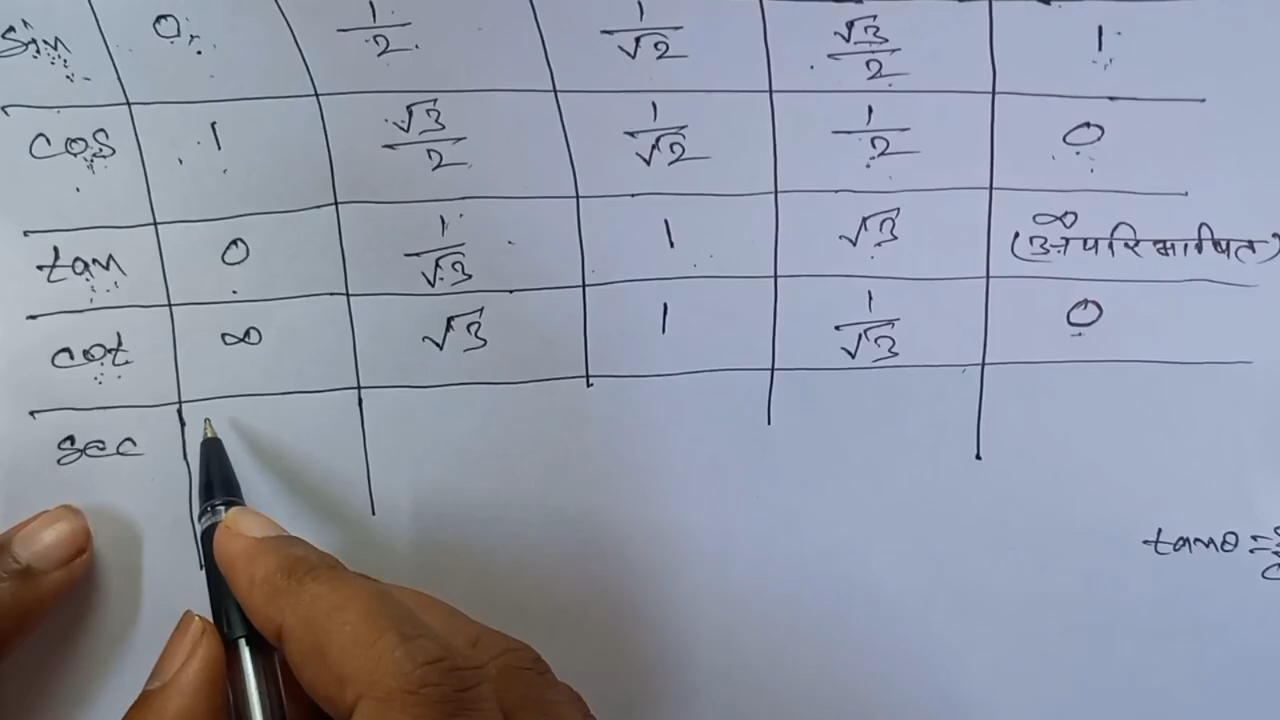 sin 0 1/2 1/√2 √3/2 1
cos 1 √3/2 1/√2 1/2 0
tan 0 1/√3 1 √3 ∞ (अपरिभाषित)
cot ∞ √3 1 1/√3 0
sec
tanθ =